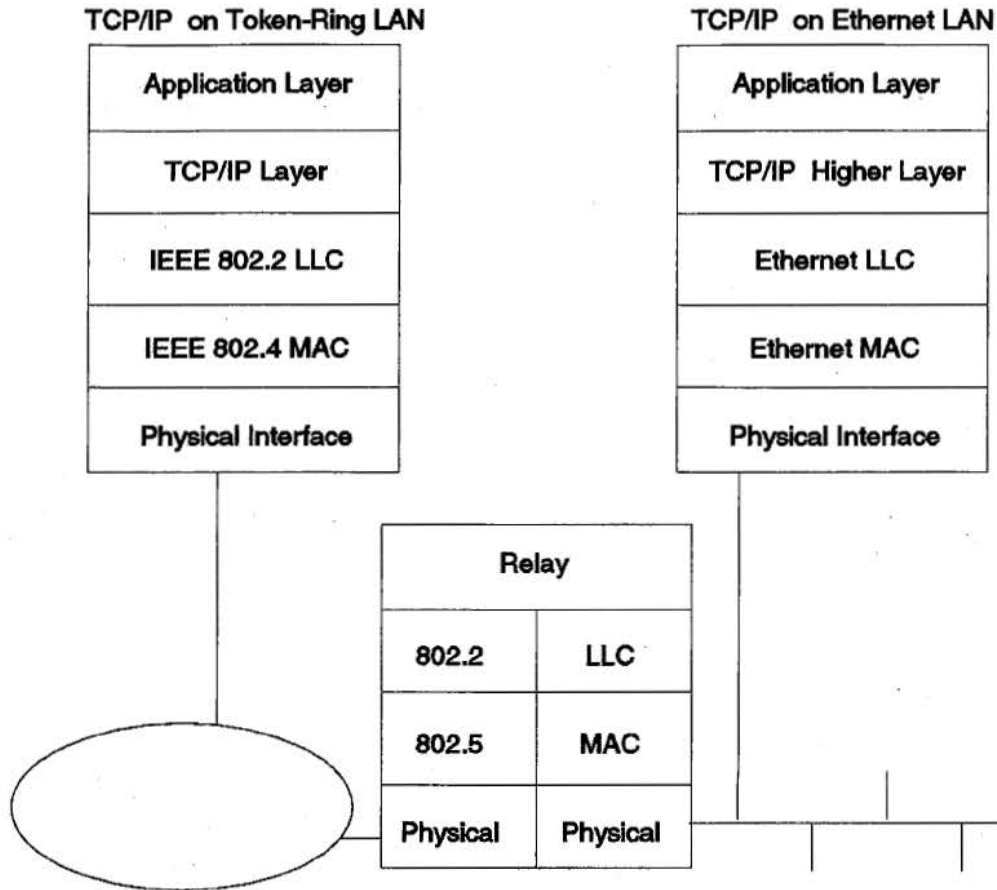 TCP/IP on Token-Ring LAN
Application Layer
TCP/IP Layer
IEEE 802.2 LLC
IEEE 802.4 MAC
Physical Interface
TCP/IP on Ethernet LAN
Application Layer
TCP/IP Higher Layer
Ethernet LLC
Ethernet MAC
Physical Interface
Relay
802.2 LLC
802.5 MAC
Physical Physical